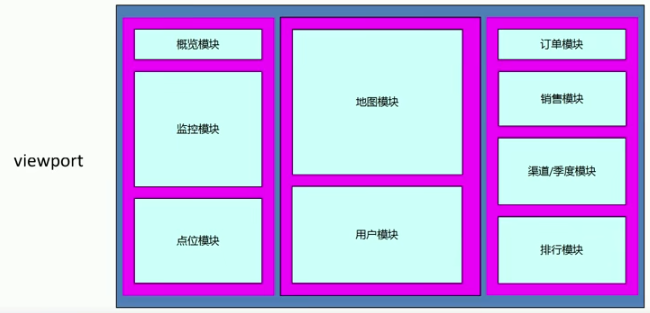 viewport
概览模块
监控模块
点位模块
地图模块
用户模块
订单模块
销售模块
渠道/季度模块
排行模块